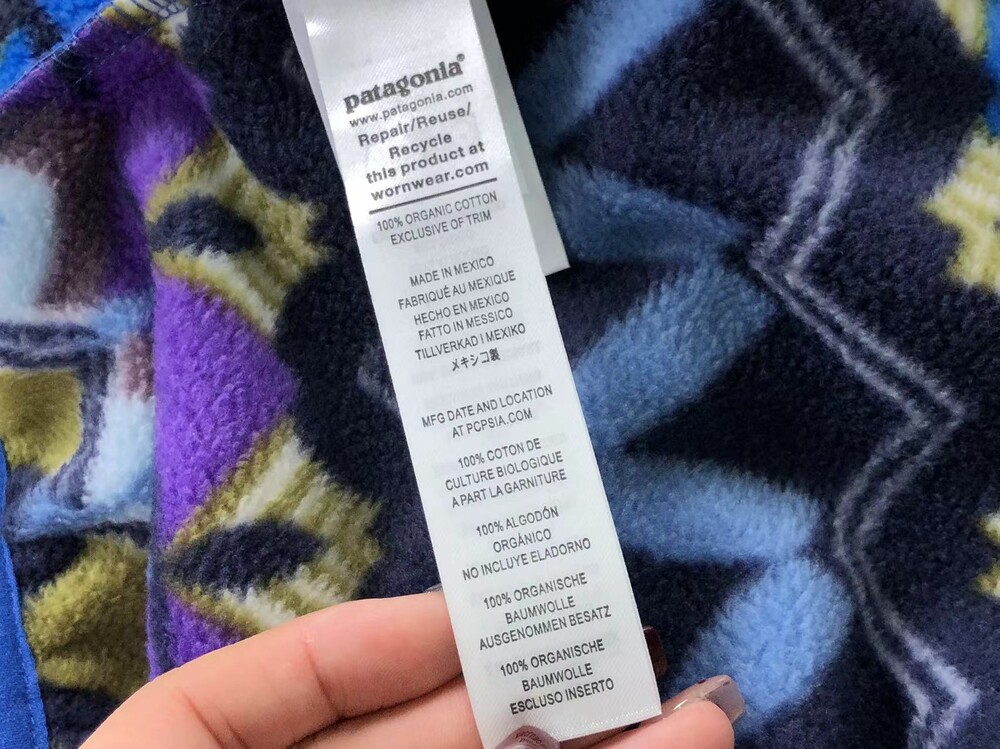 patagonia®
www.patagonia.com
Repair/Reuse/
Recycle
this product at
wornwear.com
100% ORGANIC COTTON
EXCLUSIVE OF TRIM
MADE IN MEXICO
FABRIQUÉ AU MEXIQUE
HECHO EN MEXICO
FATTO IN MESSICO
TILLVERKAD I MEXIKO
メキシコ製
MFG DATE AND LOCATION
AT PCPSIA.COM
100% COTON DE
CULTURE BIOLOGIQUE
A PART LA GARNITURE
100% ALGODÓN
ORGÁNICO
NO INCLUYE ELADORNO
100% ORGANISCHE
BAUMWOLLE
AUSGENOMMEN BESATZ
100% ORGANISCHE
BAUMWOLLE
ESCLUSO INSERTO